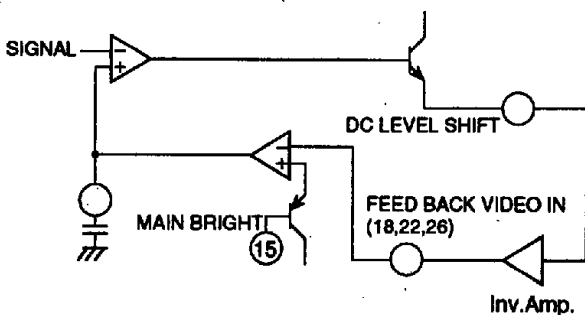 SIGNAL
DC LEVEL SHIFT
MAIN BRIGHT
15
FEED BACK VIDEO IN
(18,22,26)
Inv.Amp.